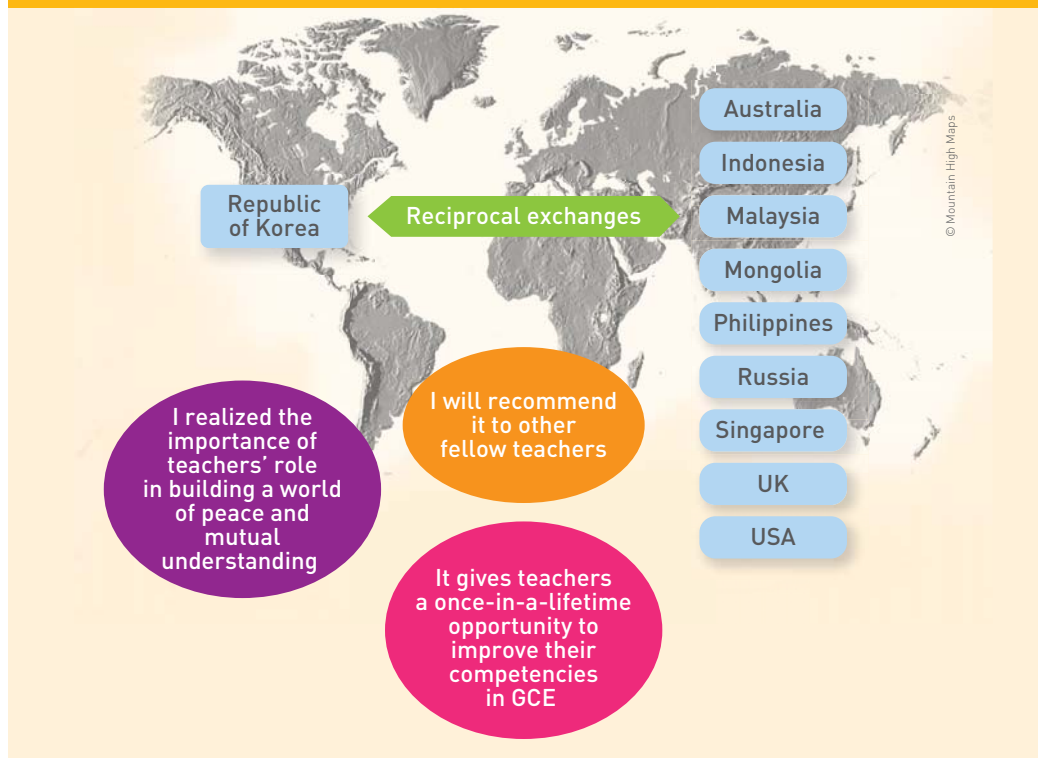 Republic
of Korea
Reciprocal exchanges
Australia
Indonesia
Malaysia
Mongolia
Philippines
Russia
Singapore
UK
USA
© Mountain High Maps
I realized the
importance of
teachers’ role
in building a world
of peace and
mutual
understanding
I will recommend
it to other
fellow teachers
It gives teachers
a once-in-a-lifetime
opportunity to
improve their
competencies
in GCE